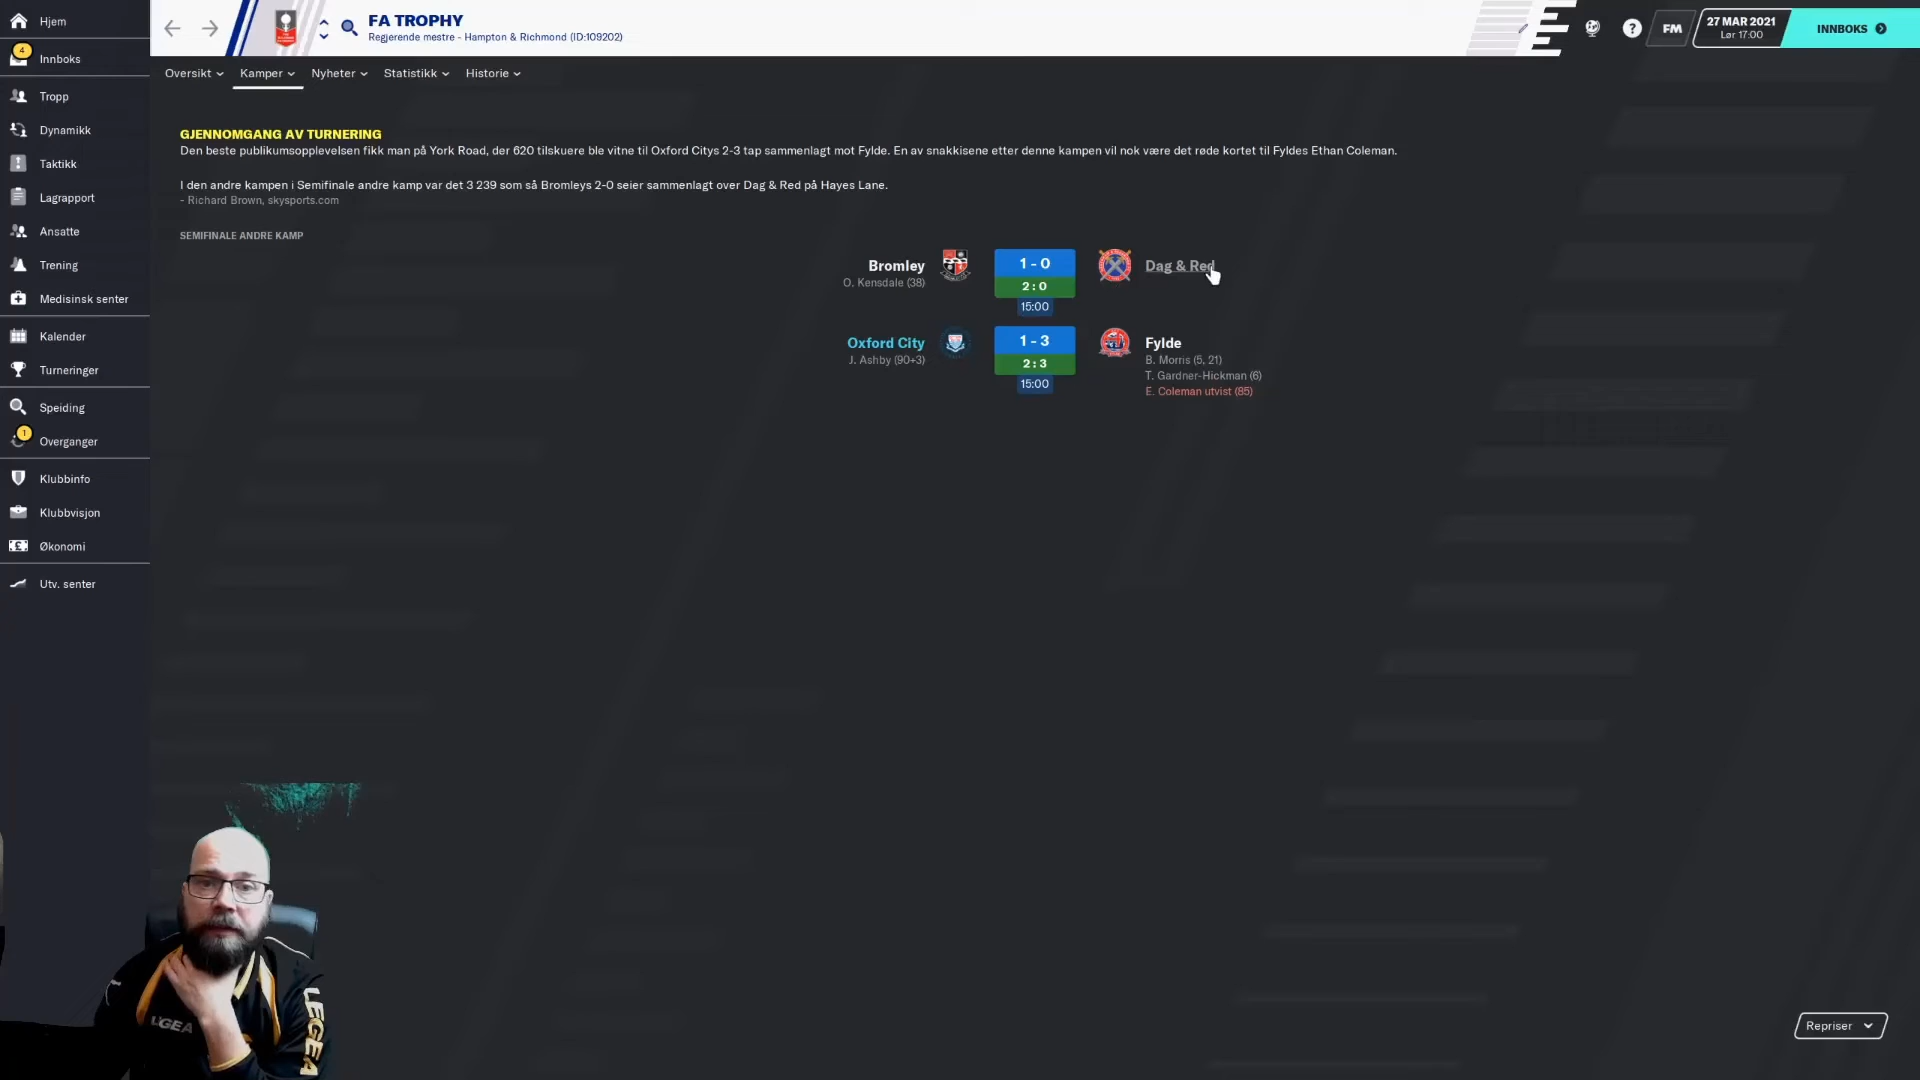 Hjem
4
Innboks
Tropp
Dynamikk
Taktikk
Lagrapport
Ansatte
Trening
Medisinsk senter
Kalender
Turneringer
Speiding
1
Overganger
Klubbinfo
Klubbvisjon
Økonomi
Utv. senter
FA TROPHY
Regjerende mestre - Hampton & Richmond (ID:109202)
FM
27 MAR 2021
Lør 17:00
INNBOKS
Oversikt
Kamper
Nyheter
Statistikk
Historie
GJENNOMGANG AV TURNERING
Den beste publikumsopplevelsen fikk man på York Road, der 620 tilskuere ble vitne til Oxford Citys 2-3 tap sammenlagt mot Fylde. En av snakkisene etter denne kampen vil nok være det røde kortet til Fyldes Ethan Coleman.
I den andre kampen i Semifinale andre kamp var det 3 239 som så Bromleys 2-0 seier sammenlagt over Dag & Red på Hayes Lane.
- Richard Brown, skysports.com
SEMIFINALE ANDRE KAMP
Bromley
O. Kensdale (38)
1 - 0
2 : 0
15:00
Dag & Red
Oxford City
J. Ashby (90+3)
1 - 3
2 : 3
15:00
Fylde
B. Morris (5, 21)
T. Gardner-Hickman (6)
E. Coleman utvist (85)
LEGEA
LEGEA
Repriser